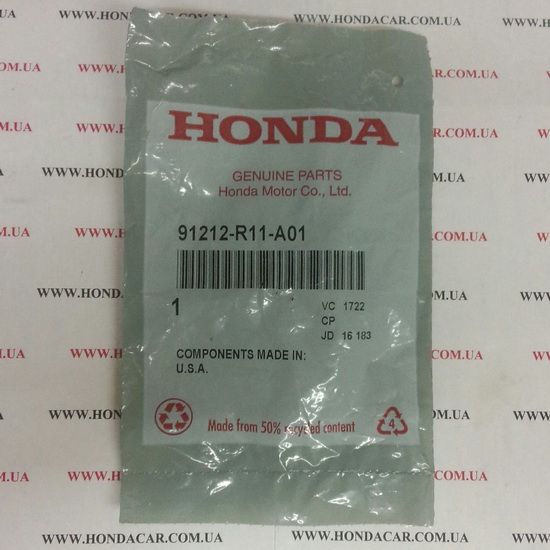 HONDA
GENUINE PARTS
Honda Motor Co., Ltd.
91212-R11-A01
1
VC 1722
CP
JD 16 183
COMPONENTS MADE IN:
U.S.A.
Made from 50% recycled content
4
WWW.HONDACAR.COM.UA